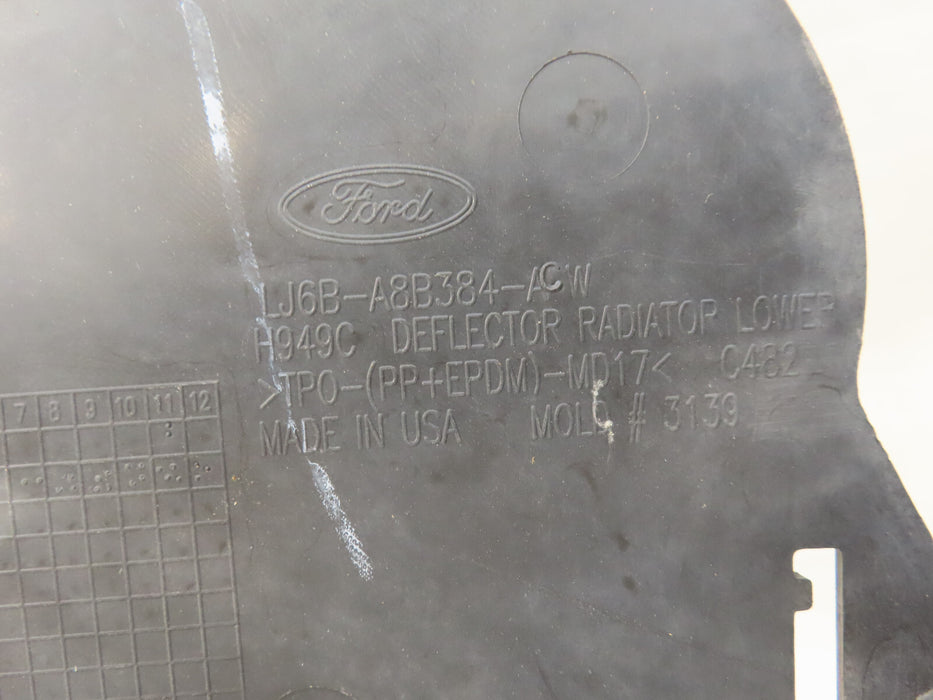 Ford
LJ6B-A8B384-ACW
H949C DEFLECTOR RADIATOR LOWER
>TPO-(PP+EPDM)-MD17< C482
MADE IN USA MOLD # 3139
7 8 9 10 11 12